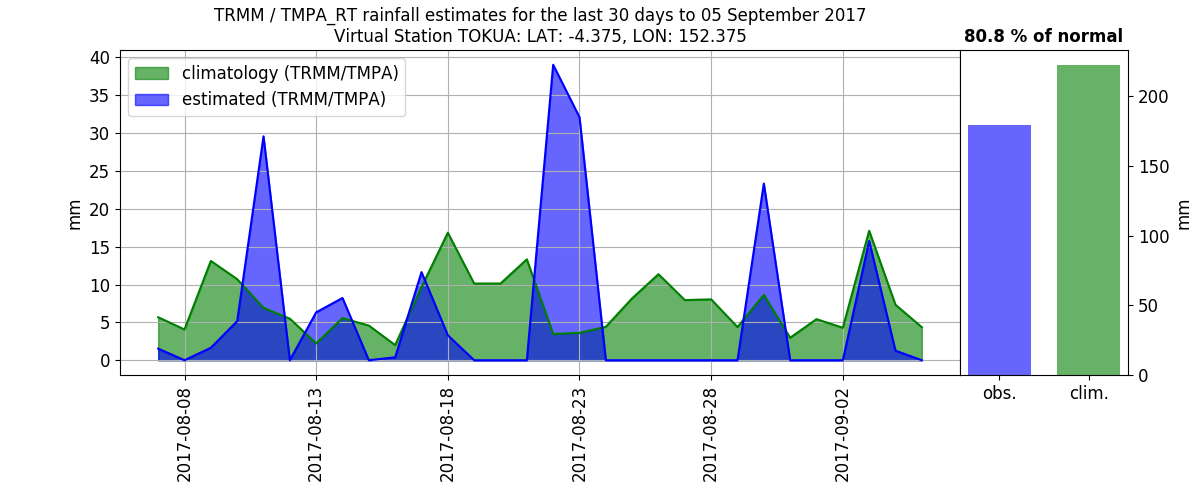 TRMM / TMPA_RT rainfall estimates for the last 30 days to 05 September 2017
Virtual Station TOKUA: LAT: -4.375, LON: 152.375
80.8 % of normal
climatology (TRMM/TMPA)
estimated (TRMM/TMPA)
40
35
30
25
20
15
10
5
0
mm
2017-08-08
2017-08-13
2017-08-18
2017-08-23
2017-08-28
2017-09-02
200
150
100
50
0
mm
obs.
clim.